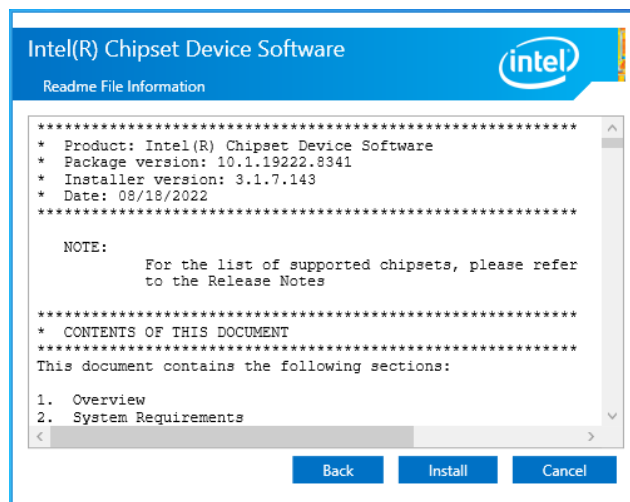 Intel(R) Chipset Device Software
intel
Readme File Information
************************************************************
*  Product: Intel(R) Chipset Device Software
*  Package version: 10.1.19222.8341
*  Installer version: 3.1.7.143
*  Date: 08/18/2022
************************************************************
NOTE:
For the list of supported chipsets, please refer
to the Release Notes
************************************************************
*  CONTENTS OF THIS DOCUMENT
************************************************************
This document contains the following sections:
1.  Overview
2.  System Requirements
Back
Install
Cancel